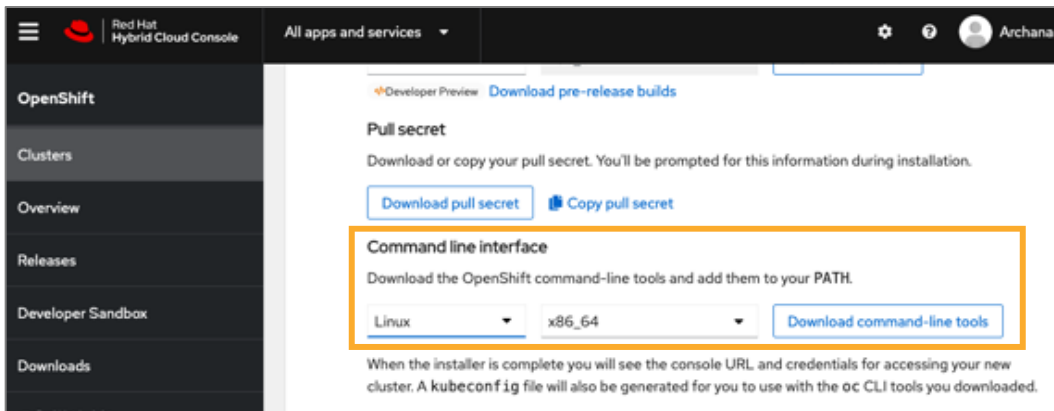 Red Hat
Hybrid Cloud Console
All apps and services
Archana
OpenShift
Clusters
Overview
Releases
Developer Sandbox
Downloads
Developer Preview Download pre-release builds
Pull secret
Download or copy your pull secret. You'll be prompted for this information during installation.
Download pull secret Copy pull secret
Command line interface
Download the OpenShift command-line tools and add them to your PATH.
Linux x86_64 Download command-line tools
When the installer is complete you will see the console URL and credentials for accessing your new
cluster. A kubeconfig file will also be generated for you to use with the oc CLI tools you downloaded.